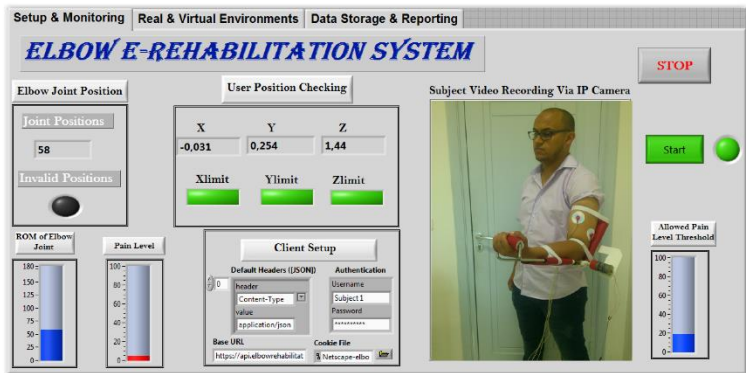 Setup & Monitoring
Real & Virtual Environments
Data Storage & Reporting
ELBOW E-REHABILITATION SYSTEM
STOP
Elbow Joint Position
User Position Checking
Subject Video Recording Via IP Camera
Joint Positions
58
Invalid Positions
X Y Z
-0,031 0,254 1,44
Xlimit Ylimit Zlimit
Start
ROM of Elbow
Joint
180
150
125
100
75
50
25
0
Pain Level
100
80
60
40
20
0
Client Setup
Default Headers ([JSON]) Authentication
0
header
Content-Type
value
application/json
Username
Subject1
Password
**********
Base URL
https://api.elbowrehabilitat
Cookie File
Netscape-elbo
Allowed Pain
Level Threshold
100
80
60
40
20
0